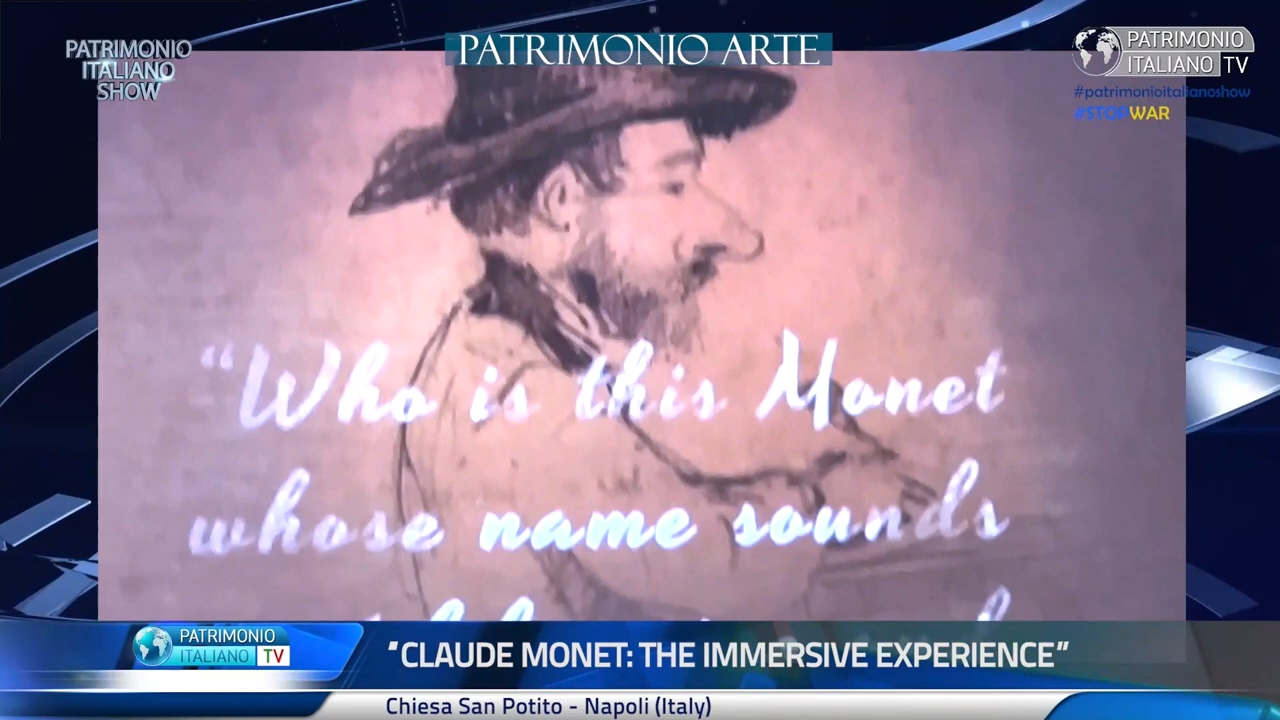 PATRIMONIO
ITALIANO
SHOW
PATRIMONIO ARTE
PATRIMONIO
ITALIANO TV
#patrimonioitalianoshow
#STOPWAR
“Who is this Monet
whose name sounds
PATRIMONIO
ITALIANO TV
"CLAUDE MONET: THE IMMERSIVE EXPERIENCE”
Chiesa San Potito - Napoli (Italy)